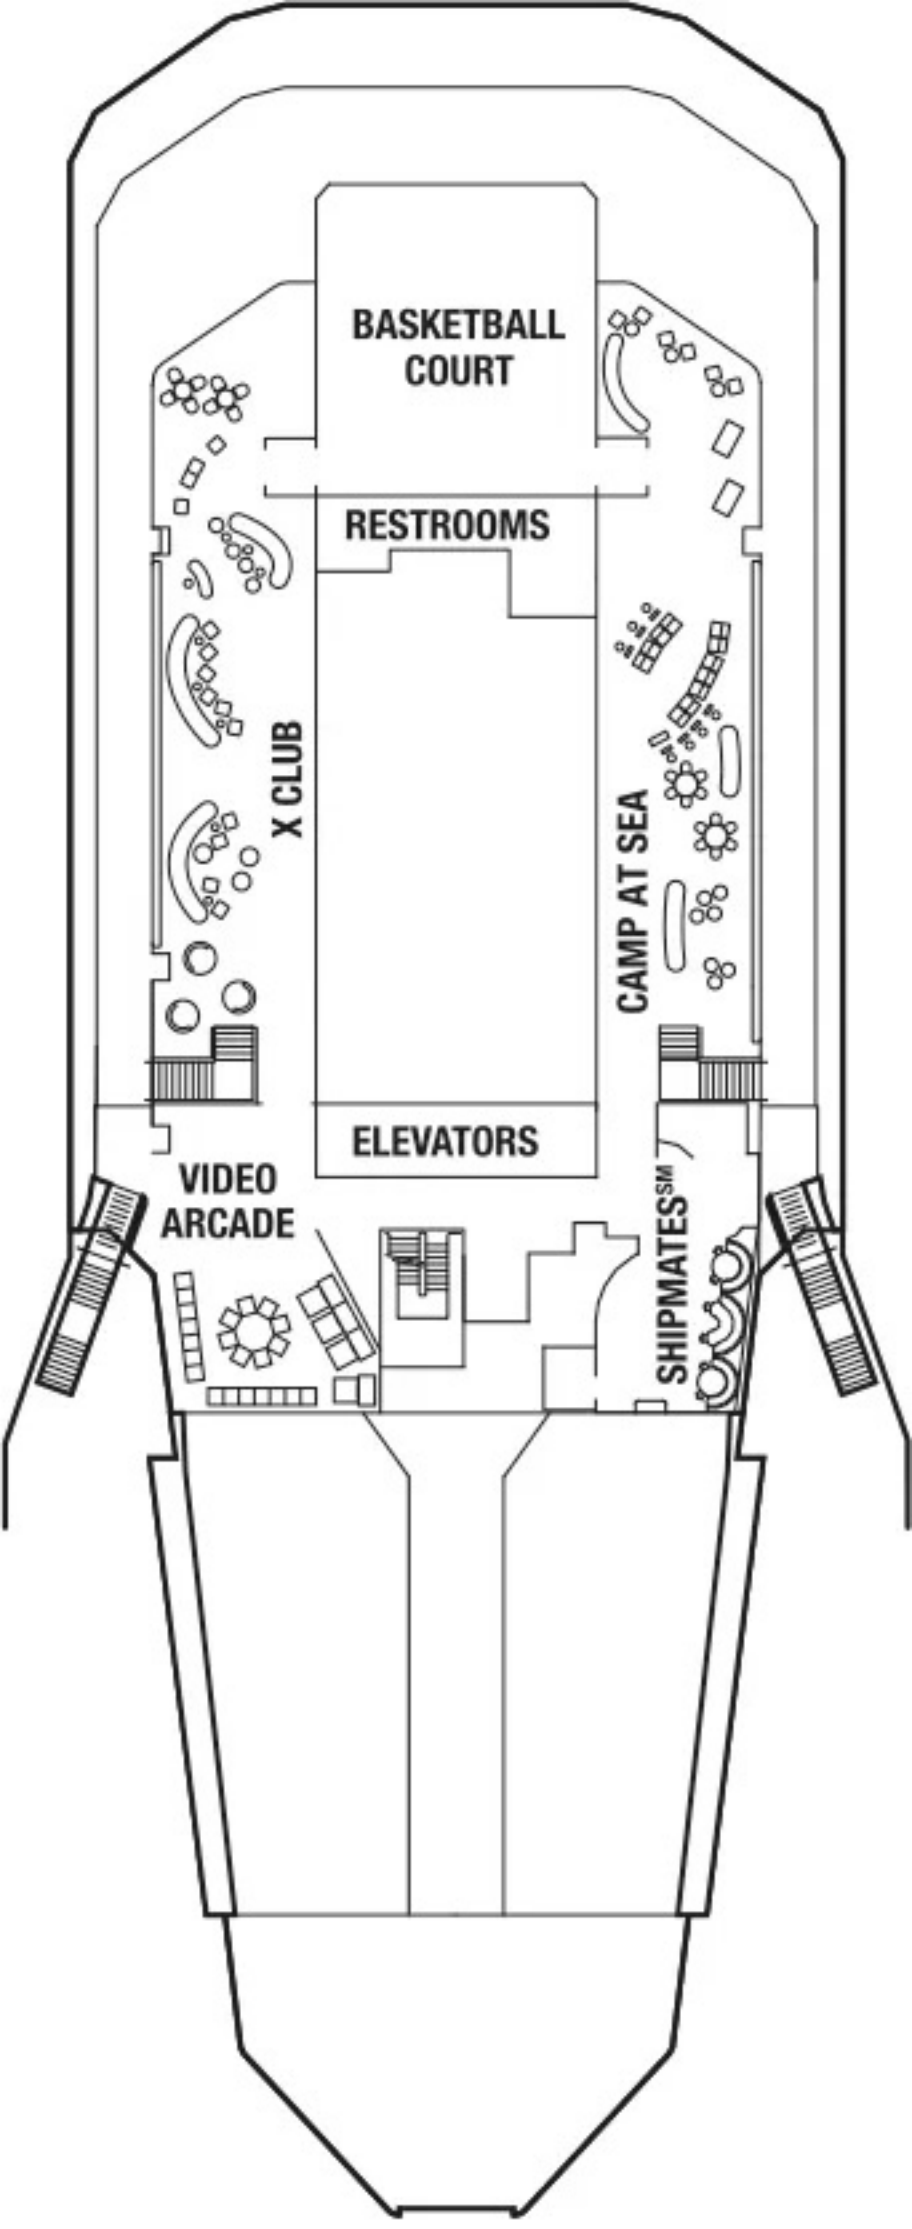 BASKETBALL
COURT
RESTROOMS
X CLUB
CAMP AT SEA
ELEVATORS
VIDEO
ARCADE
SHIPMATES℠